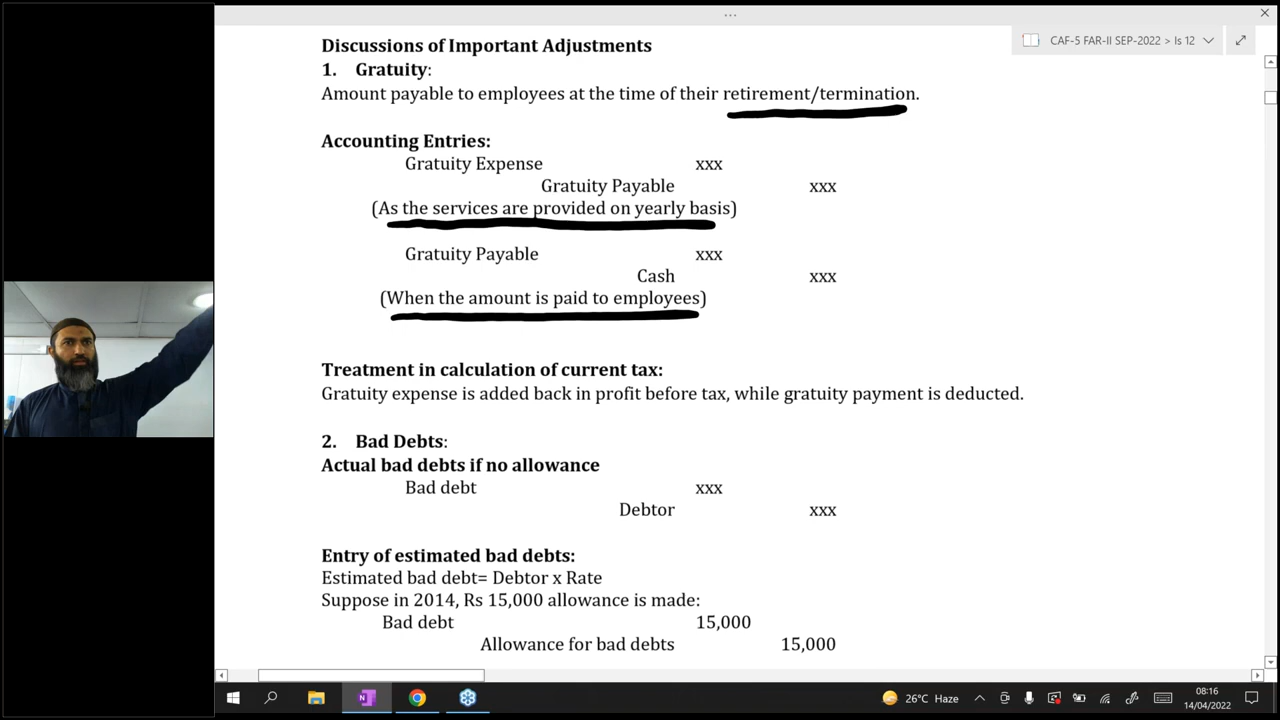 CAF-5 FAR-II SEP-2022 > Is 12
Discussions of Important Adjustments
1. Gratuity:
Amount payable to employees at the time of their retirement/termination.
Accounting Entries:
Gratuity Expense xxx
Gratuity Payable xxx
(As the services are provided on yearly basis)
Gratuity Payable xxx
Cash xxx
(When the amount is paid to employees)
Treatment in calculation of current tax:
Gratuity expense is added back in profit before tax, while gratuity payment is deducted.
2. Bad Debts:
Actual bad debts if no allowance
Bad debt xxx
Debtor xxx
Entry of estimated bad debts:
Estimated bad debt= Debtor x Rate
Suppose in 2014, Rs 15,000 allowance is made:
Bad debt 15,000
Allowance for bad debts 15,000
26°C Haze
08:16
14/04/2022